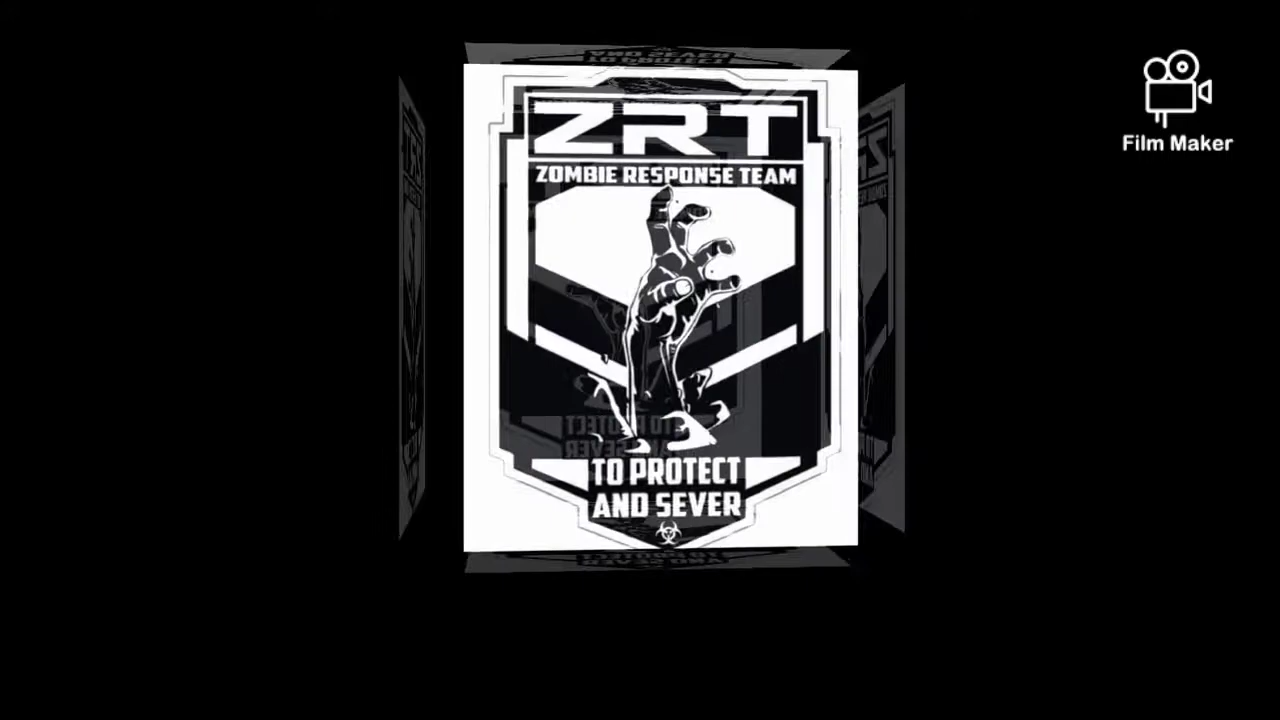 ZRT
ZOMBIE RESPONSE TEAM
TO PROTECT
AND SEVER
Film Maker